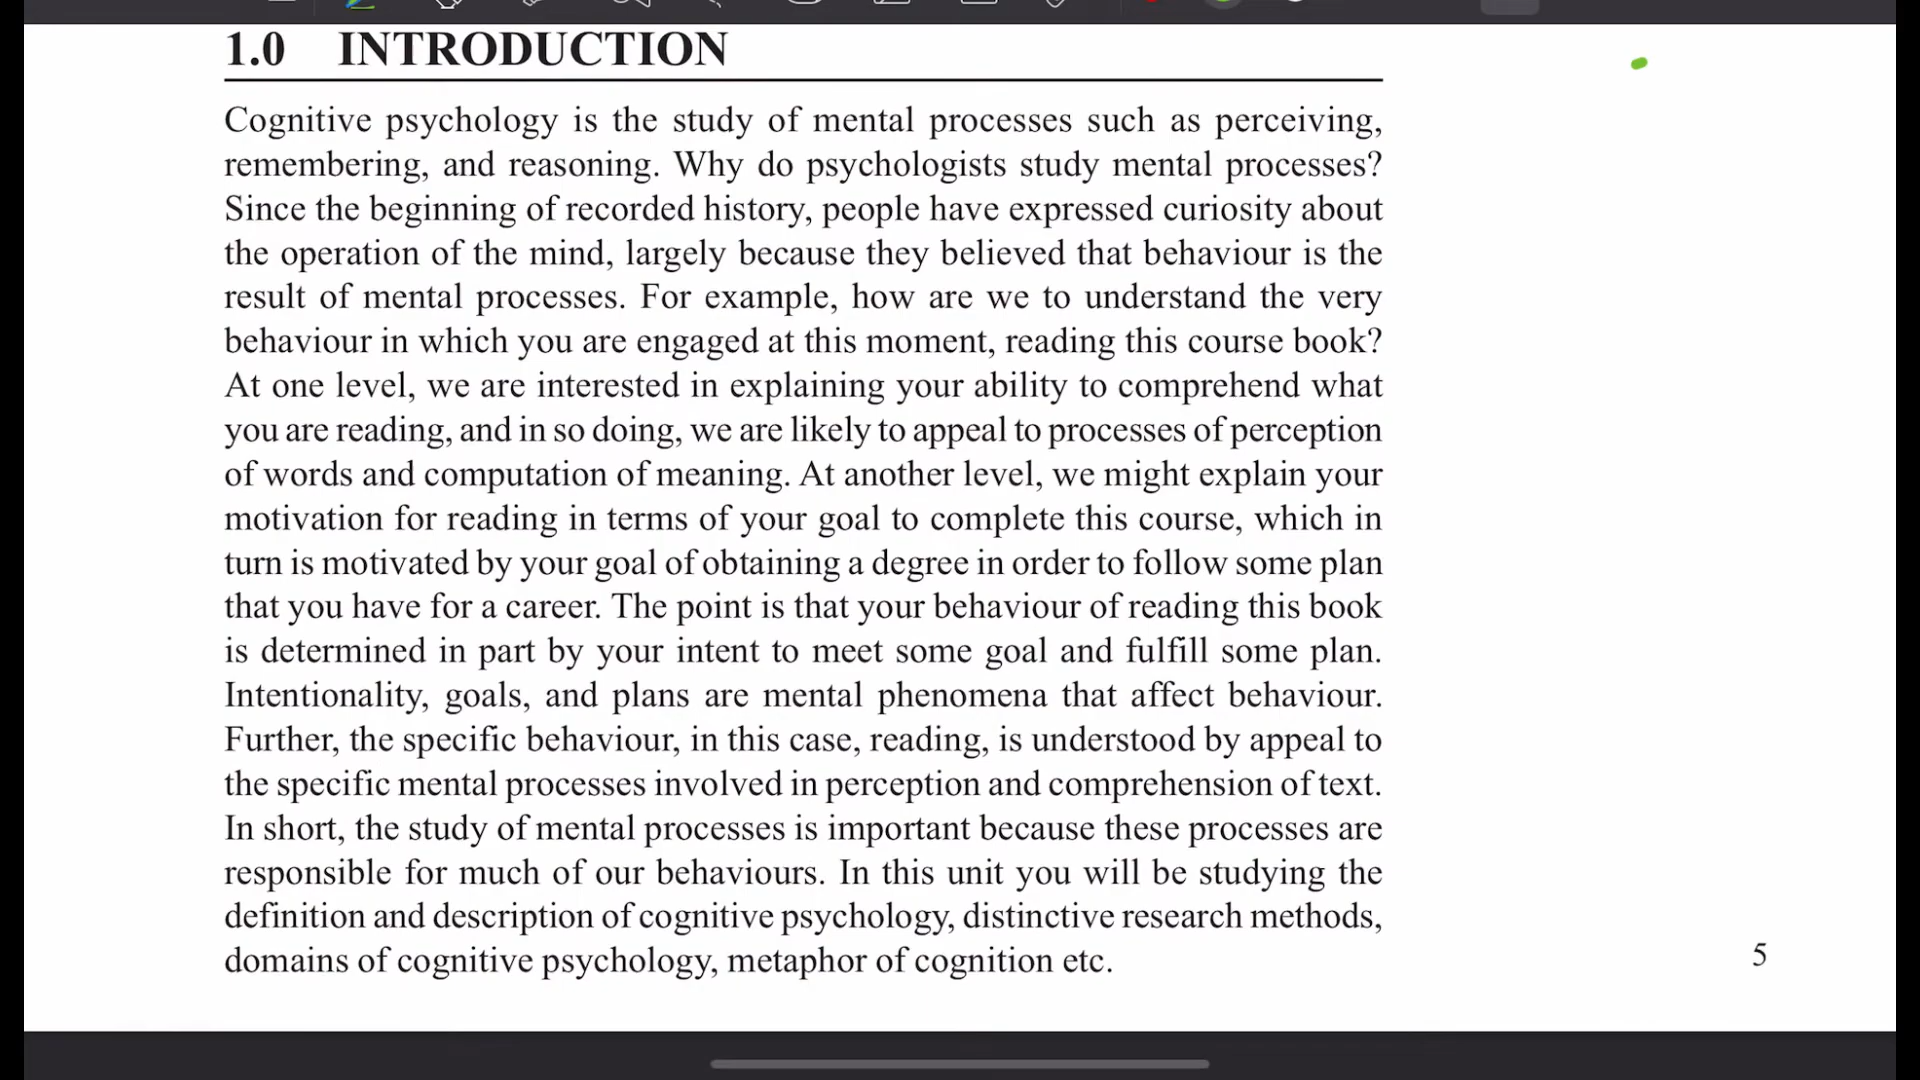 1.0 INTRODUCTION
Cognitive psychology is the study of mental processes such as perceiving,
remembering, and reasoning. Why do psychologists study mental processes?
Since the beginning of recorded history, people have expressed curiosity about
the operation of the mind, largely because they believed that behaviour is the
result of mental processes. For example, how are we to understand the very
behaviour in which you are engaged at this moment, reading this course book?
At one level, we are interested in explaining your ability to comprehend what
you are reading, and in so doing, we are likely to appeal to processes of perception
of words and computation of meaning. At another level, we might explain your
motivation for reading in terms of your goal to complete this course, which in
turn is motivated by your goal of obtaining a degree in order to follow some plan
that you have for a career. The point is that your behaviour of reading this book
is determined in part by your intent to meet some goal and fulfill some plan.
Intentionality, goals, and plans are mental phenomena that affect behaviour.
Further, the specific behaviour, in this case, reading, is understood by appeal to
the specific mental processes involved in perception and comprehension of text.
In short, the study of mental processes is important because these processes are
responsible for much of our behaviours. In this unit you will be studying the
definition and description of cognitive psychology, distinctive research methods,
domains of cognitive psychology, metaphor of cognition etc.
5